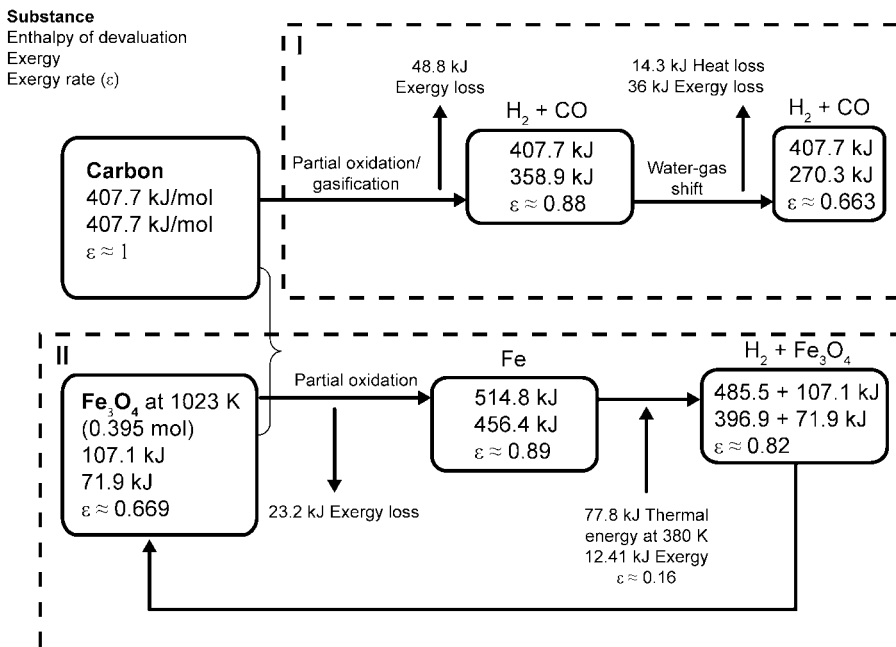 Substance
Enthalpy of devaluation
Exergy
Exergy rate (ε)
I
48.8 kJ
Exergy loss
14.3 kJ Heat loss
36 kJ Exergy loss
Carbon
407.7 kJ/mol
407.7 kJ/mol
ε ≈ 1
Partial oxidation/
gasification
H₂ + CO
407.7 kJ
358.9 kJ
ε ≈ 0.88
Water-gas
shift
H₂ + CO
407.7 kJ
270.3 kJ
ε ≈ 0.663
II
Fe₃O₄ at 1023 K
(0.395 mol)
107.1 kJ
71.9 kJ
ε ≈ 0.669
Partial oxidation
23.2 kJ Exergy loss
Fe
514.8 kJ
456.4 kJ
ε ≈ 0.89
77.8 kJ Thermal
energy at 380 K
12.41 kJ Exergy
ε ≈ 0.16
H₂ + Fe₃O₄
485.5 + 107.1 kJ
396.9 + 71.9 kJ
ε ≈ 0.82